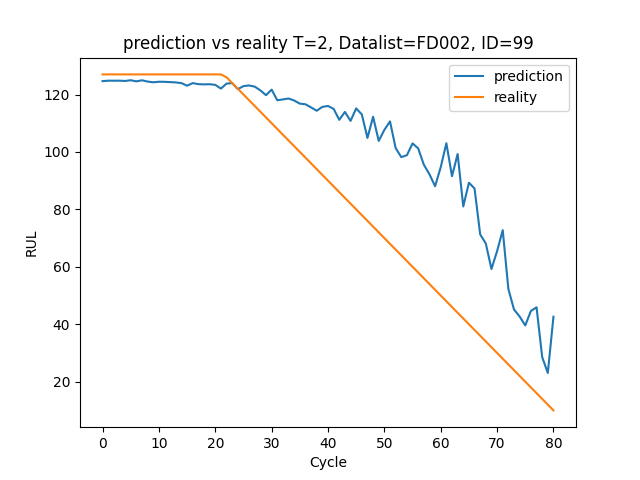 prediction vs reality T=2, Datalist=FD002, ID=99
prediction
reality
RUL
120
100
80
60
40
20
0 10 20 30 40 50 60 70 80
Cycle